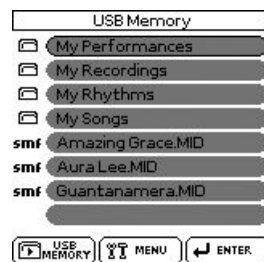 USB Memory
My Performances
My Recordings
My Rhythms
My Songs
smf Amazing Grace.MID
smf Aura Lee.MID
smf Guantanamera.MID
USB MEMORY MENU ENTER